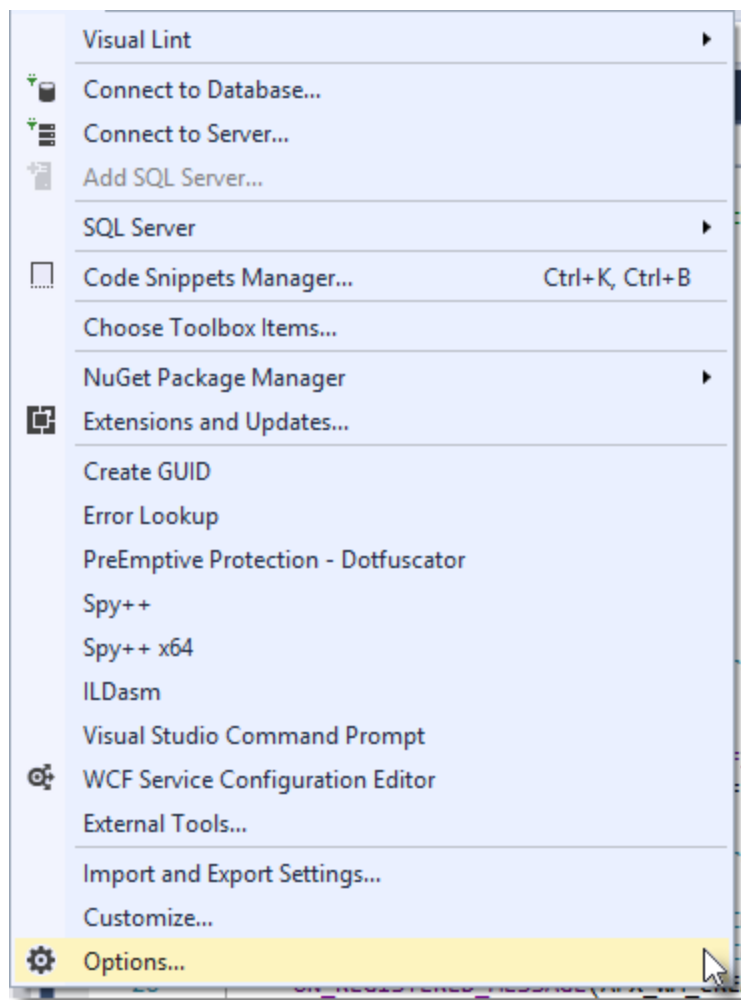 Visual Lint
Connect to Database...
Connect to Server...
Add SQL Server...
SQL Server
Code Snippets Manager... Ctrl+K, Ctrl+B
Choose Toolbox Items...
NuGet Package Manager
Extensions and Updates...
Create GUID
Error Lookup
PreEmptive Protection - Dotfuscator
Spy++
Spy++ x64
ILDasm
Visual Studio Command Prompt
WCF Service Configuration Editor
External Tools...
Import and Export Settings...
Customize...
Options...